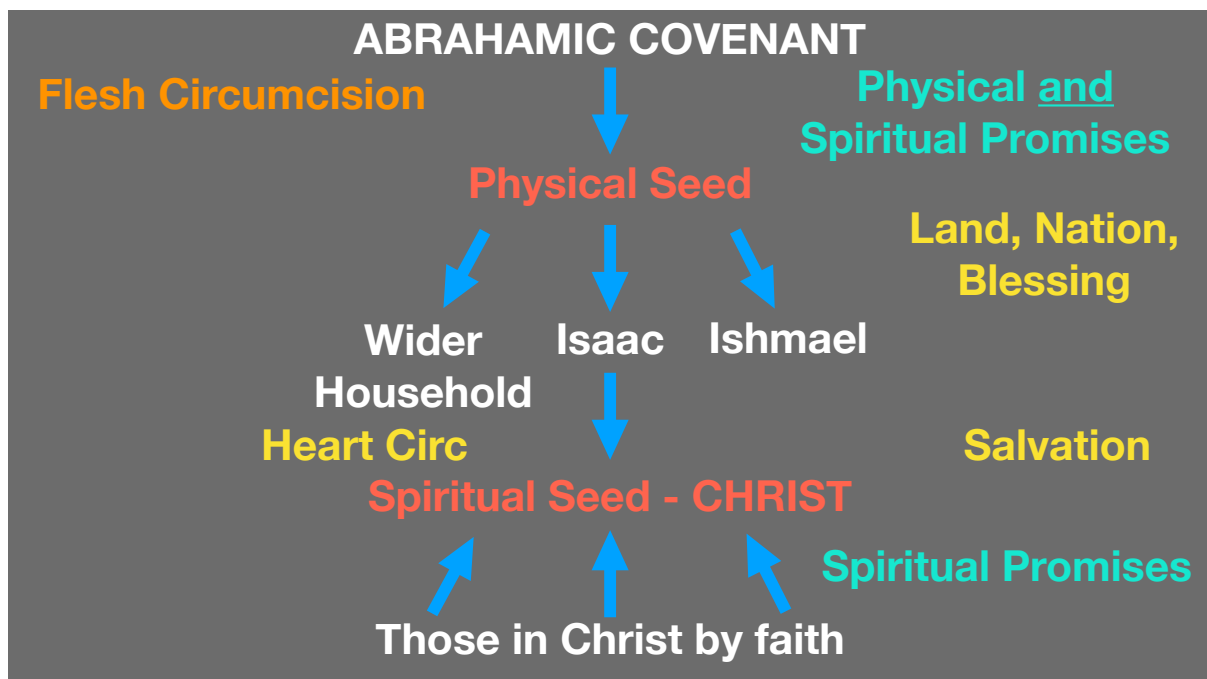 ABRAHAMIC COVENANT
Flesh Circumcision
Physical and
Spiritual Promises
Physical Seed
Land, Nation,
Blessing
Wider
Household
Isaac
Ishmael
Heart Circ
Salvation
Spiritual Seed - CHRIST
Spiritual Promises
Those in Christ by faith